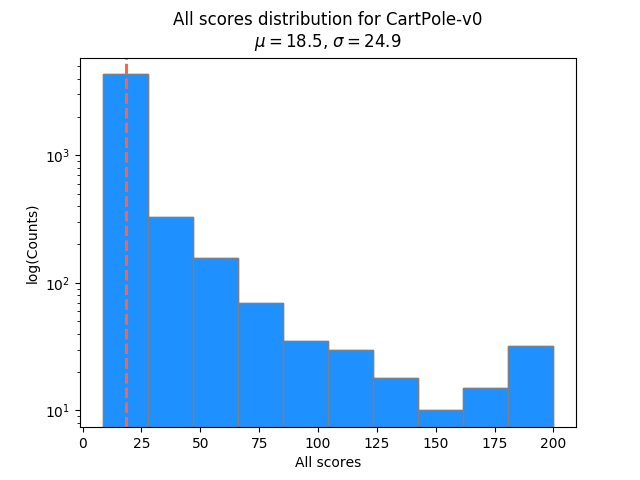 All scores distribution for CartPole-v0
μ = 18.5, σ = 24.9
10³
10²
10¹
log(Counts)
0 25 50 75 100 125 150 175 200
All scores